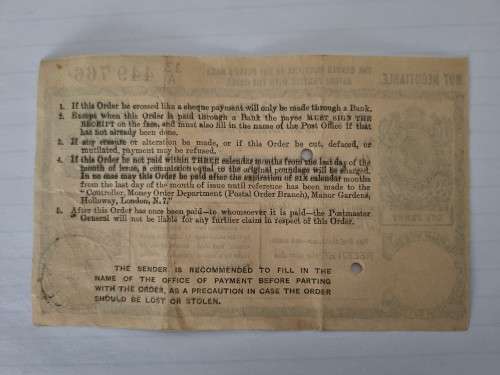 1. If this Order be crossed like a cheque payment will only be made through a Bank.
2. Except when this Order is paid through a Bank the payee MUST SIGN THE
RECEIPT on the face, and must also fill in the name of the Post Office if that
has not already been done.
3. If any erasure or alteration be made, or if this Order be cut, defaced, or
mutilated, payment may be refused.
4. If this Order be not paid within THREE calendar months from the last day of the
month of issue, a commission equal to the original poundage will be charged.
In no case may this Order be paid after the expiration of SIX calendar months
from the last day of the month of issue until reference has been made to the
"Controller, Money Order Department (Postal Order Branch), Manor Gardens,
Holloway, London, N.7."
5. After this Order has once been paid—to whomsoever it is paid—the Postmaster
General will not be liable for any further claim in respect of this Order.
THE SENDER IS RECOMMENDED TO FILL IN THE
NAME OF THE OFFICE OF PAYMENT BEFORE PARTING
WITH THE ORDER, AS A PRECAUTION IN CASE THE ORDER
SHOULD BE LOST OR STOLEN.